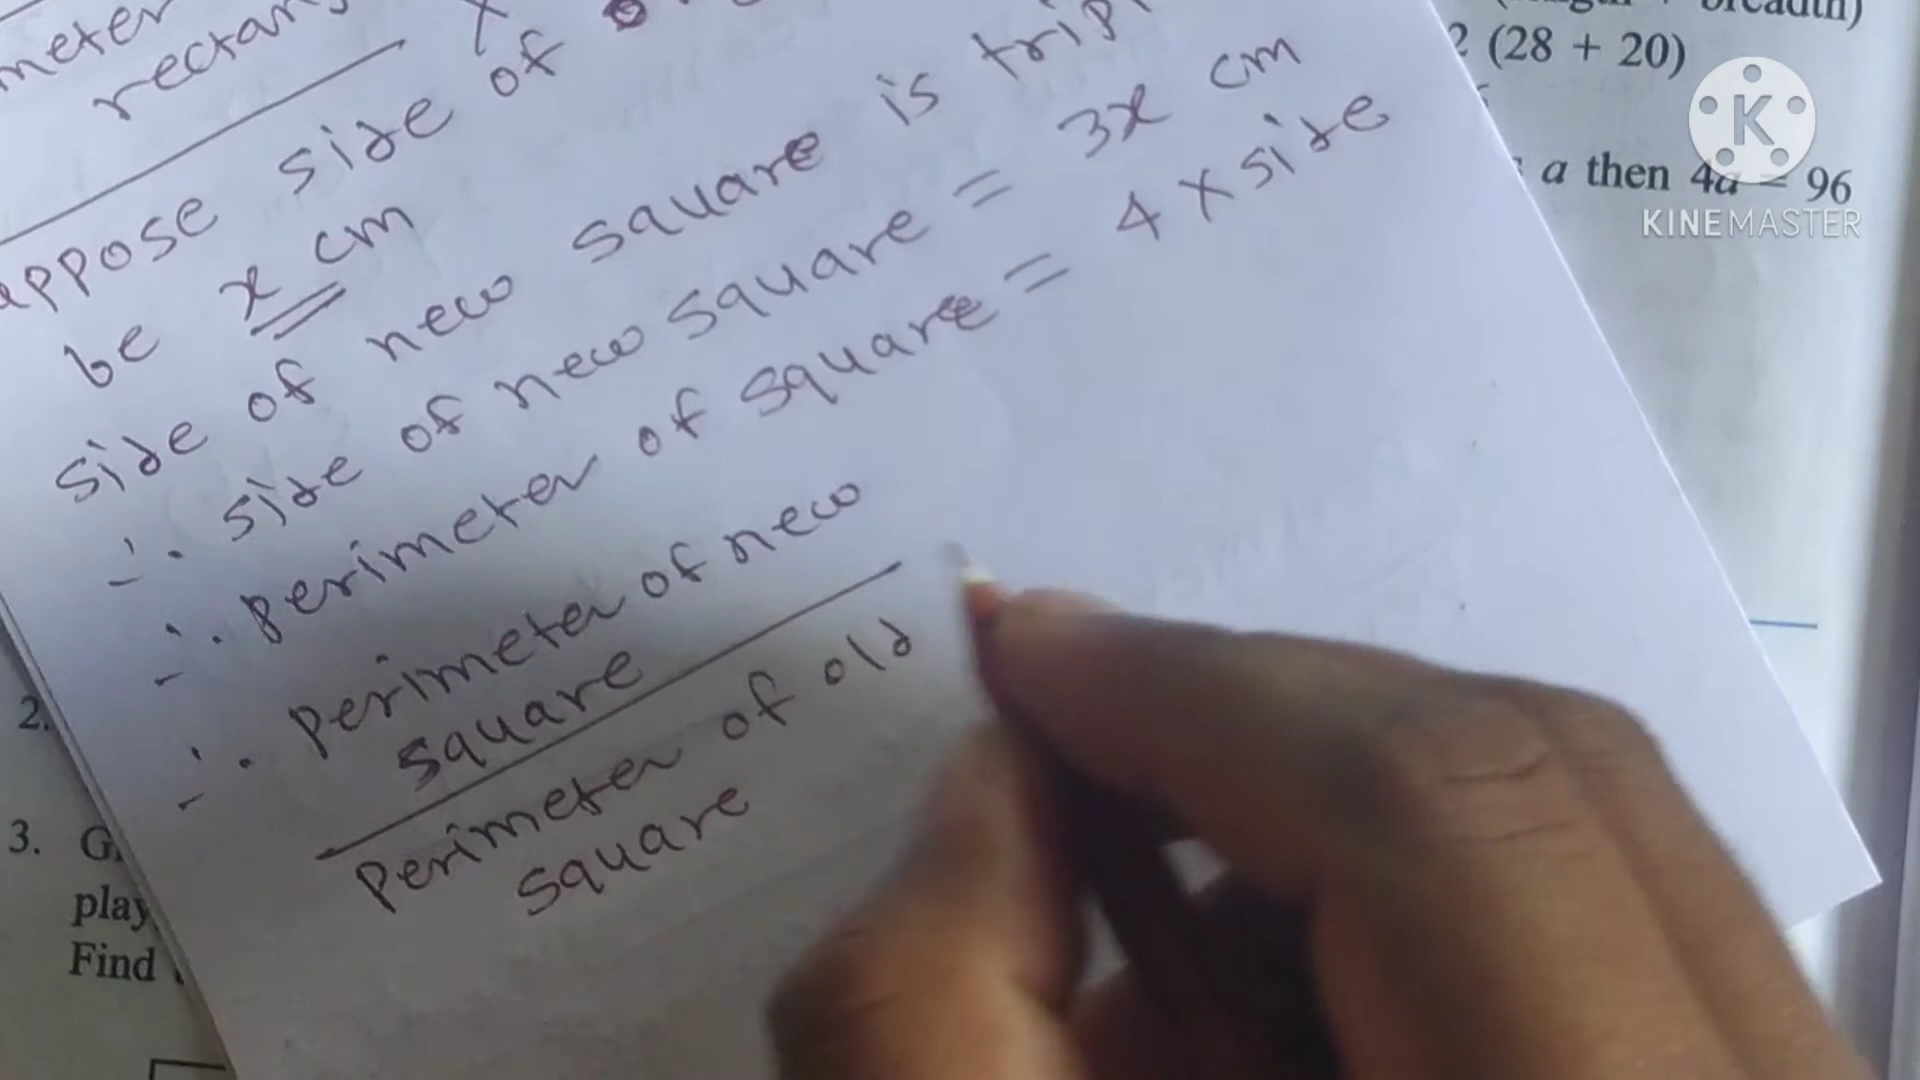 rectan
suppose side of
be x cm
side of new square is trip
∴ side of new square = 3x cm
∴ perimeter of square = 4 × side
∴ perimeter of new
square
perimeter of old
square
breadth)
2 (28 + 20)
a then 4a = 96
K
KINEMASTER
2.
3. G
play
Find